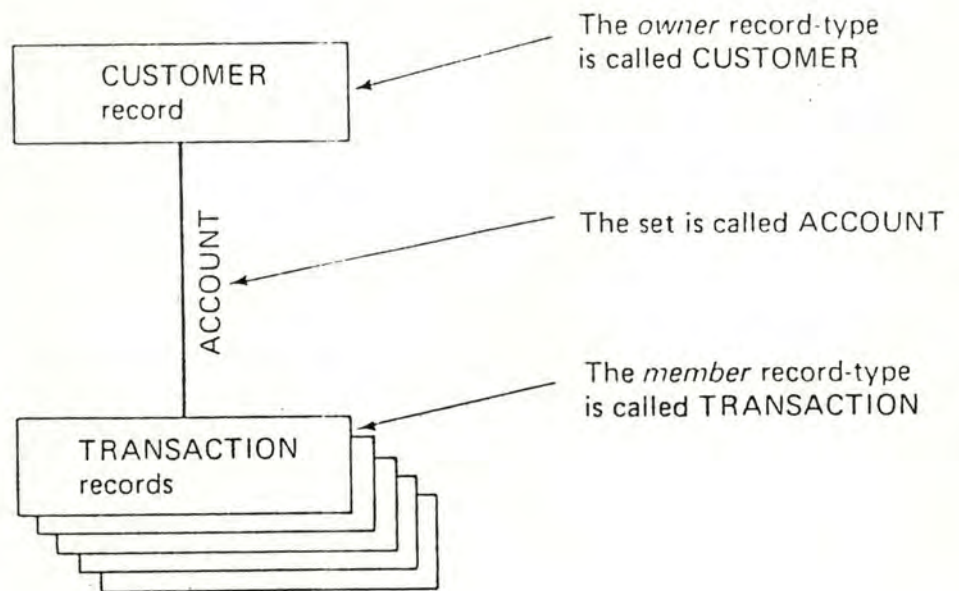 The owner record-type
is called CUSTOMER
CUSTOMER
record
The set is called ACCOUNT
ACCOUNT
The member record-type
is called TRANSACTION
TRANSACTION
records